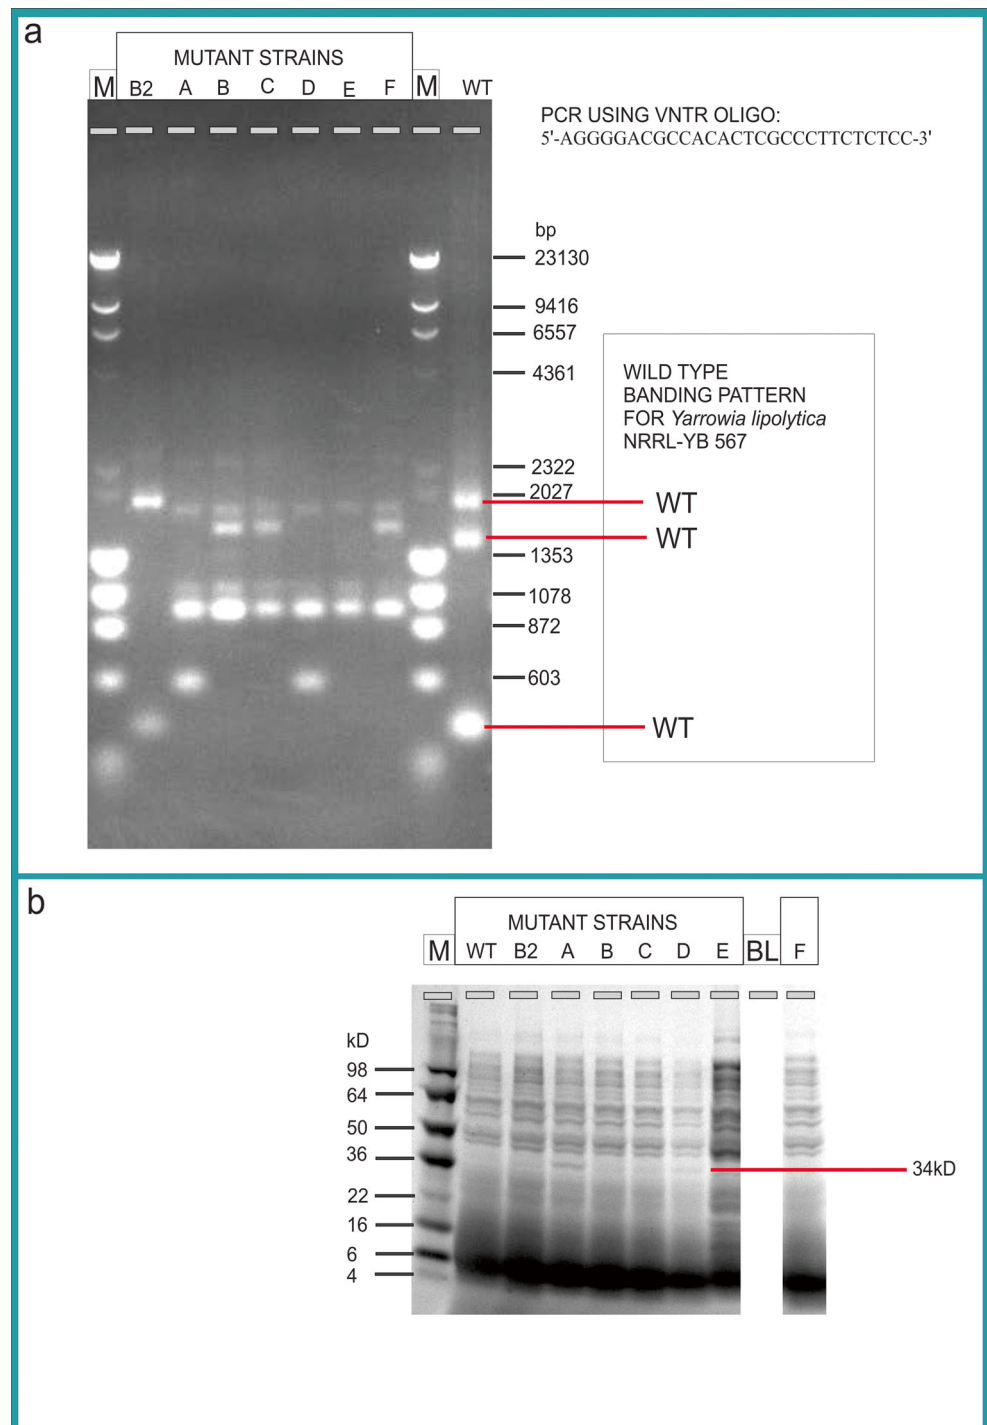 a
MUTANT STRAINS
M B2 A B C D E F M WT
PCR USING VNTR OLIGO:
5'-AGGGGACGCCACACTCGCCCTTCTCTCC-3'
bp
23130
9416
6557
4361
2322
2027
1353
1078
872
603
WILD TYPE
BANDING PATTERN
FOR Yarrowia lipolytica
NRRL-YB 567
WT
WT
WT
b
MUTANT STRAINS
M WT B2 A B C D E BL F
kD
98
64
50
36
22
16
6
4
34kD